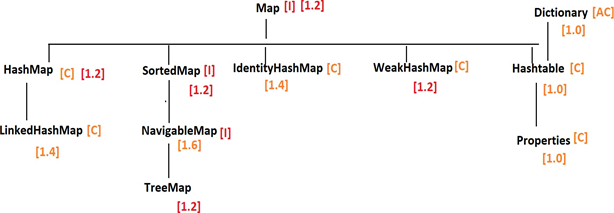 Map [I] [1.2]
Dictionary [AC]
[1.0]
HashMap [C] [1.2]
SortedMap [I]
[1.2]
IdentityHashMap [C]
[1.4]
WeakHashMap [C]
[1.2]
Hashtable [C]
[1.0]
LinkedHashMap [C]
[1.4]
NavigableMap [I]
[1.6]
Properties [C]
[1.0]
TreeMap
[1.2]